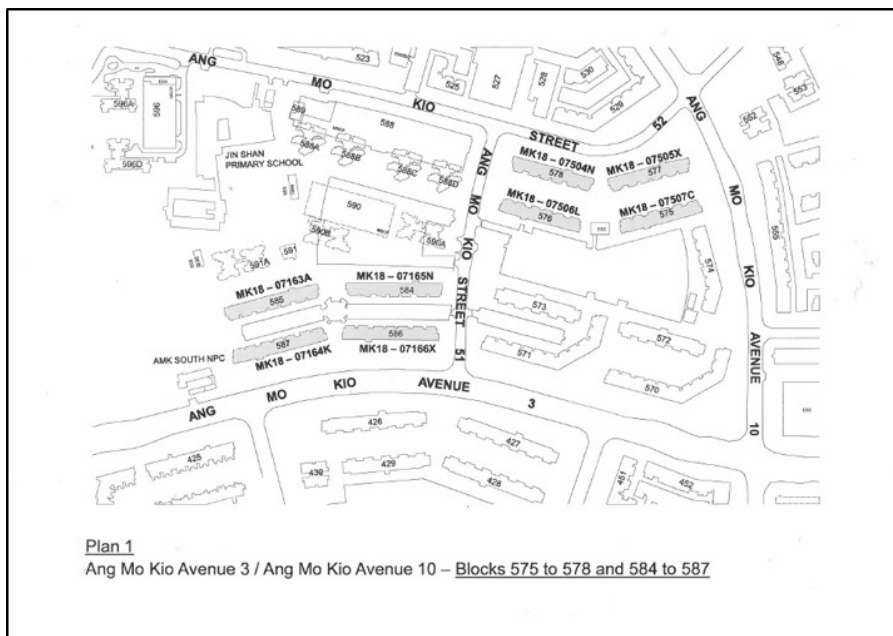 523
ANG MO KIO STREET 52
525
527
528
530
529
548
553
552
596A
596
596D
JIN SHAN
PRIMARY SCHOOL
589
588
588A
588B
588C
588D
MK18 – 07504N
578
MK18 – 07505X
577
MK18 – 07506L
576
MK18 – 07507C
575
ANG MO KIO STREET 51
ANG MO KIO AVENUE 10
590
590B
590A
591A
591
574
MK18 – 07163A
585
MK18 – 07165N
584
573
572
587
MK18 – 07164K
586
MK18 – 07166X
571
570
AMK SOUTH NPC
ANG MO KIO AVENUE 3
426
427
425
430
429
428
451
452
Plan 1
Ang Mo Kio Avenue 3 / Ang Mo Kio Avenue 10 – Blocks 575 to 578 and 584 to 587